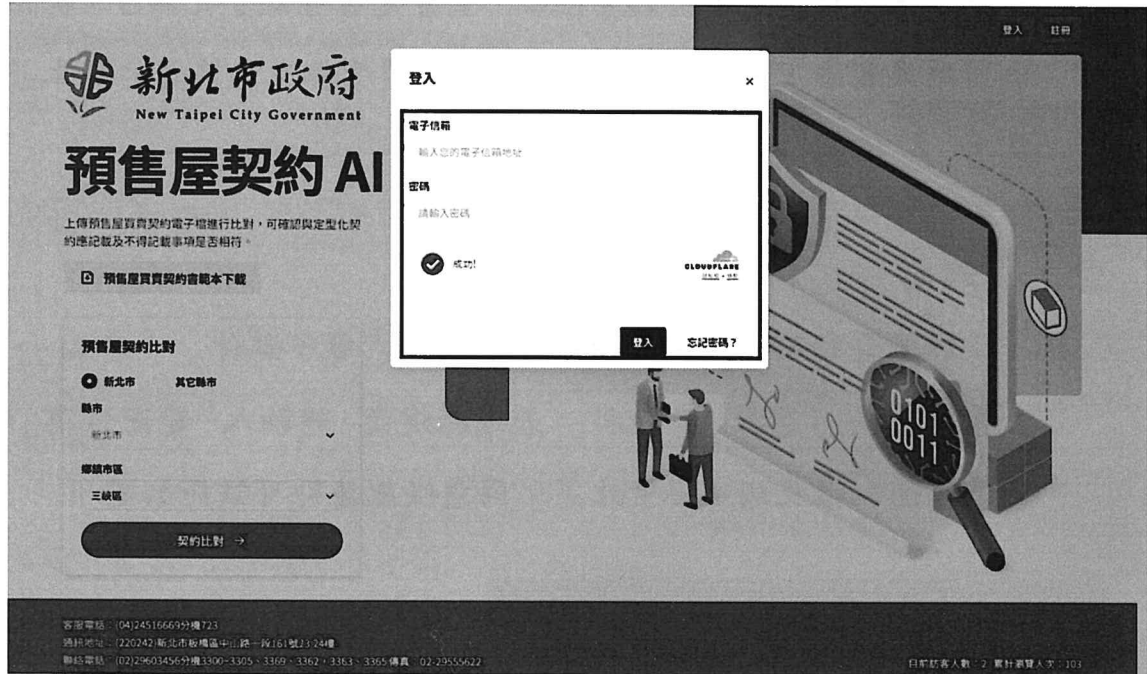 登入 註冊
新北市政府
New Taipei City Government
預售屋契約 AI
上傳預售屋買賣契約電子檔進行比對，可確認與定型化契
約應記載及不得記載事項是否相符。
預售屋買賣契約書範本下載
預售屋契約比對
新北市 其它縣市
縣市
新北市
鄉鎮市區
三峽區
契約比對 →
登入 ×
電子信箱
輸入您的電子信箱地址
密碼
請輸入密碼
成功!
CLOUDFLARE
登入 忘記密碼？
0101
0011
客服電話：(04)24516669分機723
通訊地址：(220242)新北市板橋區中山路一段161號23-24樓
聯絡電話：(02)29603456分機3300~3305、3369、3362、3363、3365 傳真：02-29555622
目前訪客人數：2 累計瀏覽人次：103